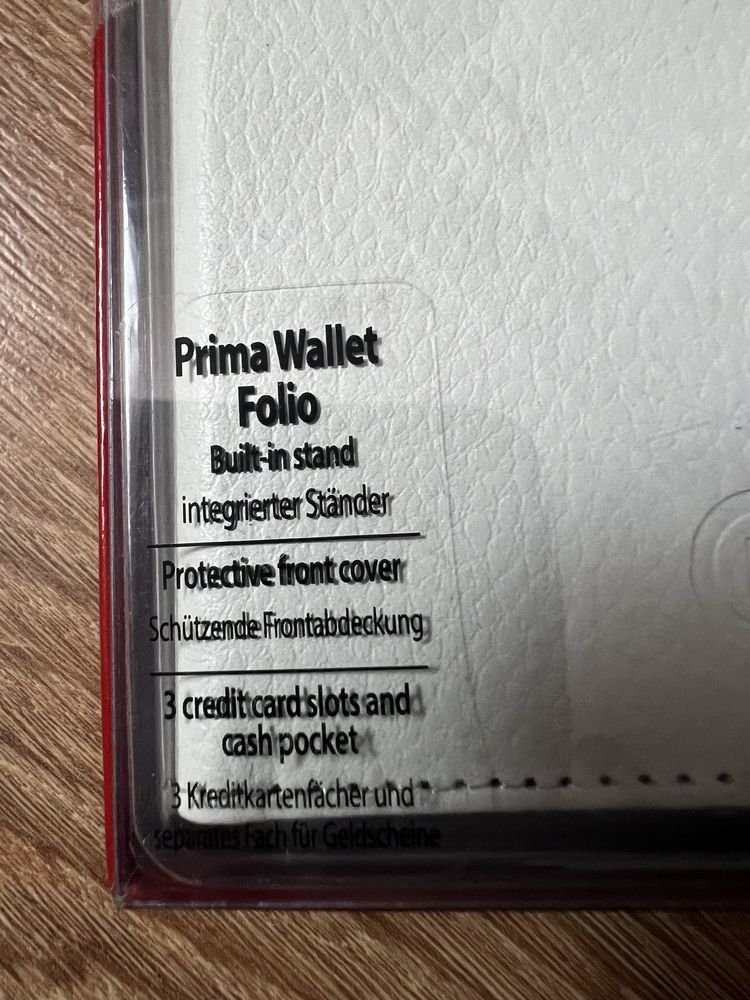 Prima Wallet
Folio
Built-in stand
integrierter Ständer
Protective front cover
Schützende Frontabdeckung
3 credit card slots and
cash pocket
3 Kreditkartenfächer und
separates Fach für Geldscheine